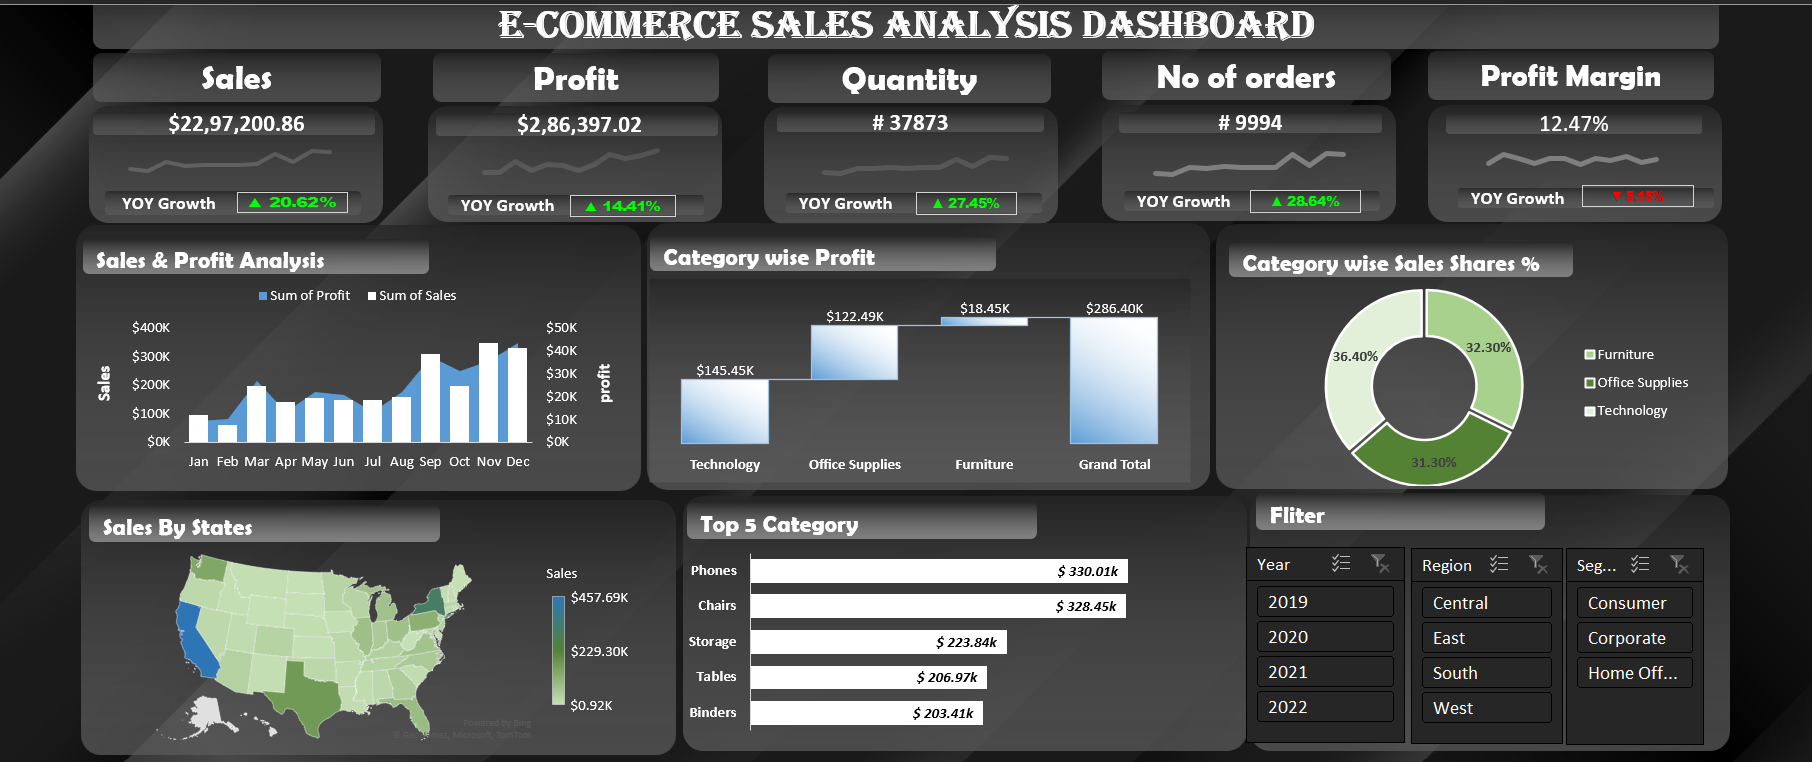 E-COMMERCE SALES ANALYSIS DASHBOARD
Sales
$22,97,200.86
YOY Growth ▲ 20.62%
Profit
$2,86,397.02
YOY Growth ▲ 14.41%
Quantity
# 37873
YOY Growth ▲ 27.45%
No of orders
# 9994
YOY Growth ▲ 28.64%
Profit Margin
12.47%
YOY Growth ▼ 5.15%
Sales & Profit Analysis
Sum of Profit Sum of Sales
Sales
$400K
$300K
$200K
$100K
$0K
$50K
$40K
$30K
$20K
$10K
$0K
profit
Jan Feb Mar Apr May Jun Jul Aug Sep Oct Nov Dec
Category wise Profit
$145.45K
$122.49K
$18.45K
$286.40K
Technology Office Supplies Furniture Grand Total
Category wise Sales Shares %
36.40%
32.30%
31.30%
Furniture
Office Supplies
Technology
Sales By States
Sales
$457.69K
$229.30K
$0.92K
Powered by Bing
© GeoNames, Microsoft, TomTom
Top 5 Category
Phones $ 330.01k
Chairs $ 328.45k
Storage $ 223.84k
Tables $ 206.97k
Binders $ 203.41k
Fliter
Year
2019
2020
2021
2022
Region
Central
East
South
West
Seg...
Consumer
Corporate
Home Off...